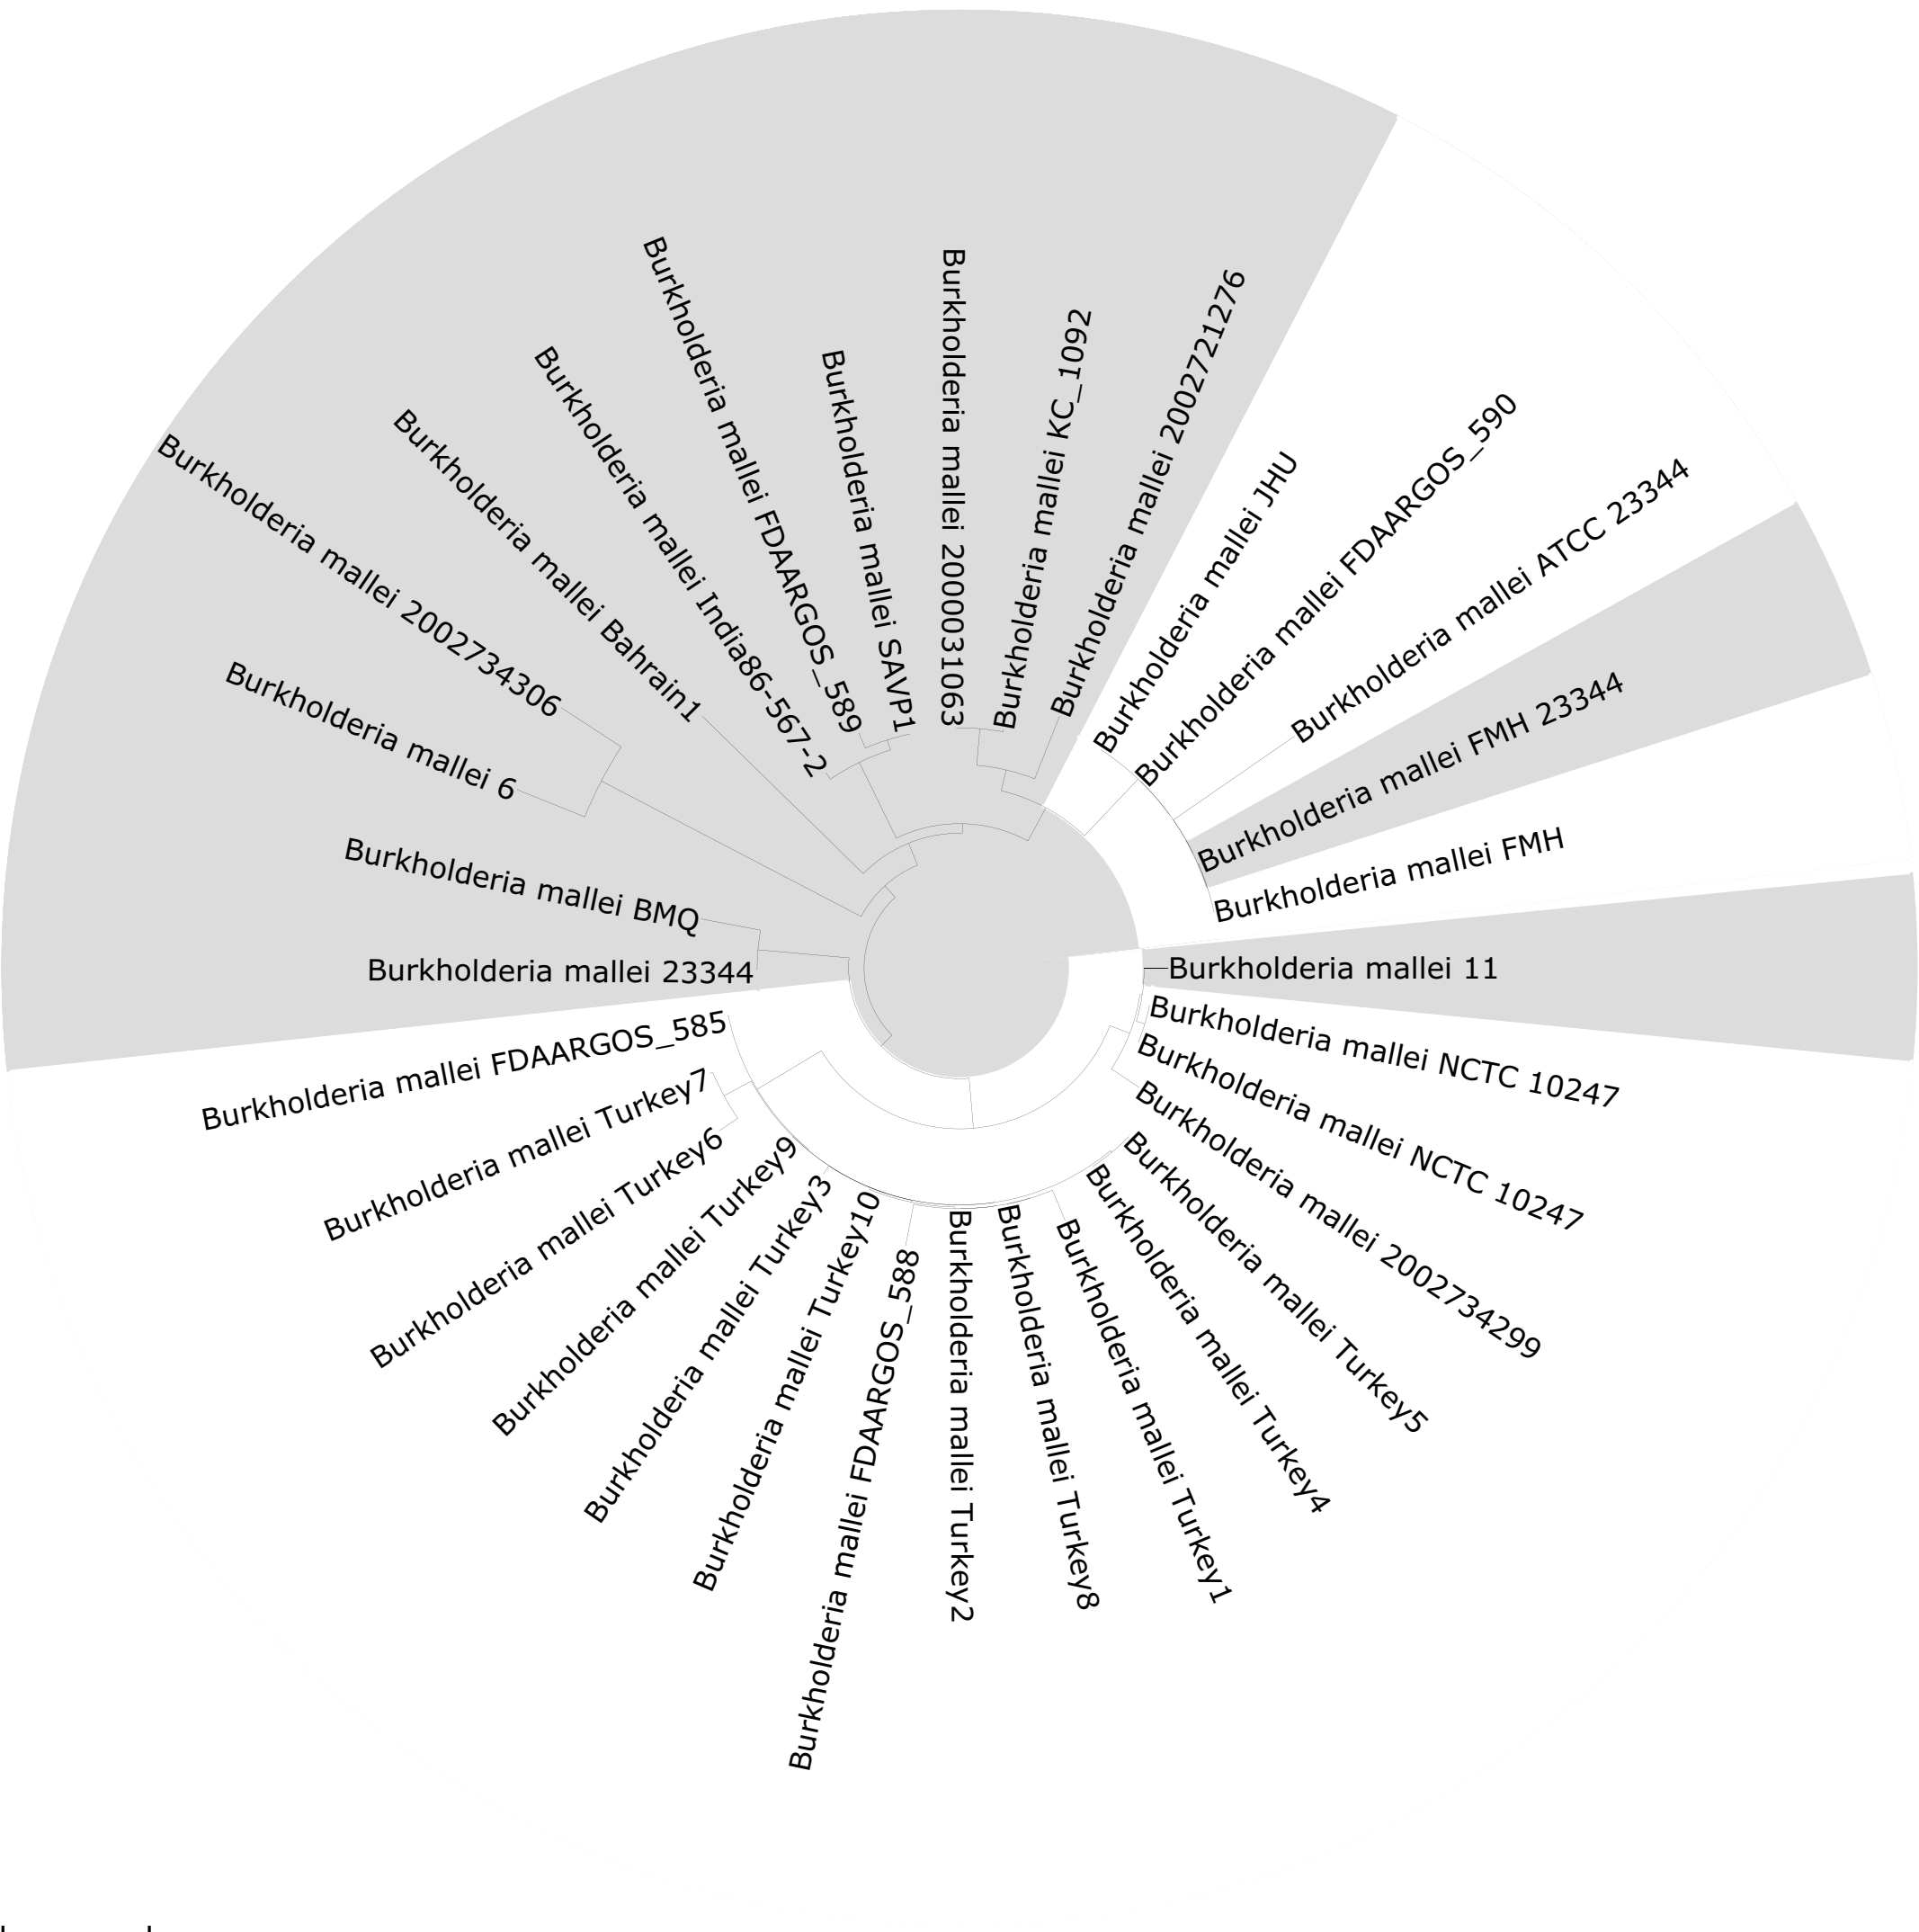 Burkholderia mallei 2000031063
Burkholderia mallei KC_1092
Burkholderia mallei 2002721276
Burkholderia mallei JHU
Burkholderia mallei FDAARGOS_590
Burkholderia mallei ATCC 23344
Burkholderia mallei FMH 23344
Burkholderia mallei FMH
Burkholderia mallei 11
Burkholderia mallei NCTC 10247
Burkholderia mallei NCTC 10247
Burkholderia mallei 2002734299
Burkholderia mallei Turkey5
Burkholderia mallei Turkey4
Burkholderia mallei Turkey1
Burkholderia mallei Turkey8
Burkholderia mallei Turkey2
Burkholderia mallei FDAARGOS_588
Burkholderia mallei Turkey10
Burkholderia mallei Turkey3
Burkholderia mallei Turkey9
Burkholderia mallei Turkey6
Burkholderia mallei Turkey7
Burkholderia mallei FDAARGOS_585
Burkholderia mallei 23344
Burkholderia mallei BMQ
Burkholderia mallei 6
Burkholderia mallei 2002734306
Burkholderia mallei Bahrain1
Burkholderia mallei India86-567-2
Burkholderia mallei FDAARGOS_589
Burkholderia mallei SAVP1